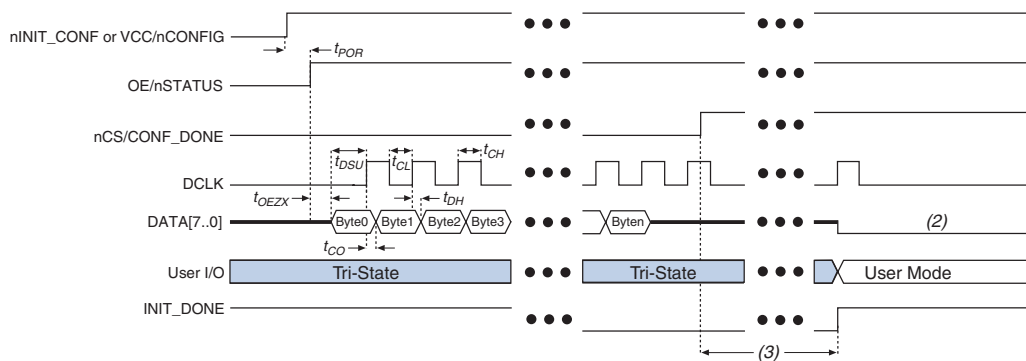 nINIT_CONF or VCC/nCONFIG
tPOR
OE/nSTATUS
nCS/CONF_DONE
tDSU
tCL
tCH
DCLK
tOEZX
tDH
DATA[7..0]
Byte0
Byte1
Byte2
Byte3
Byten
(2)
tCO
User I/O
Tri-State
Tri-State
User Mode
INIT_DONE
(3)